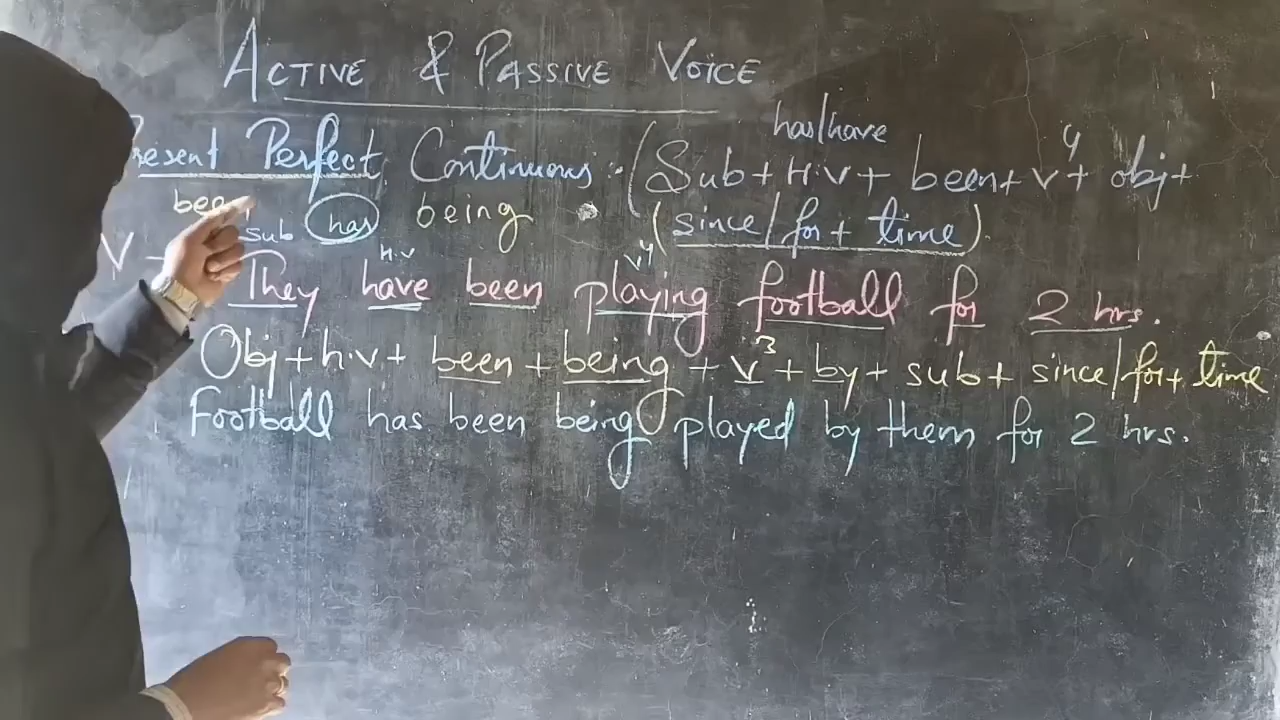 ACTIVE & PASSIVE VOICE
has/have
resent Perfect Continuous :- (Sub + H.V + been + V⁴ + obj +
been has being (since/for + time)
sub H.V V⁴
V - They have been playing football for 2 hrs.
Obj + h.v + been + being + v³ + by + sub + since/for + time
Football has been being played by them for 2 hrs.